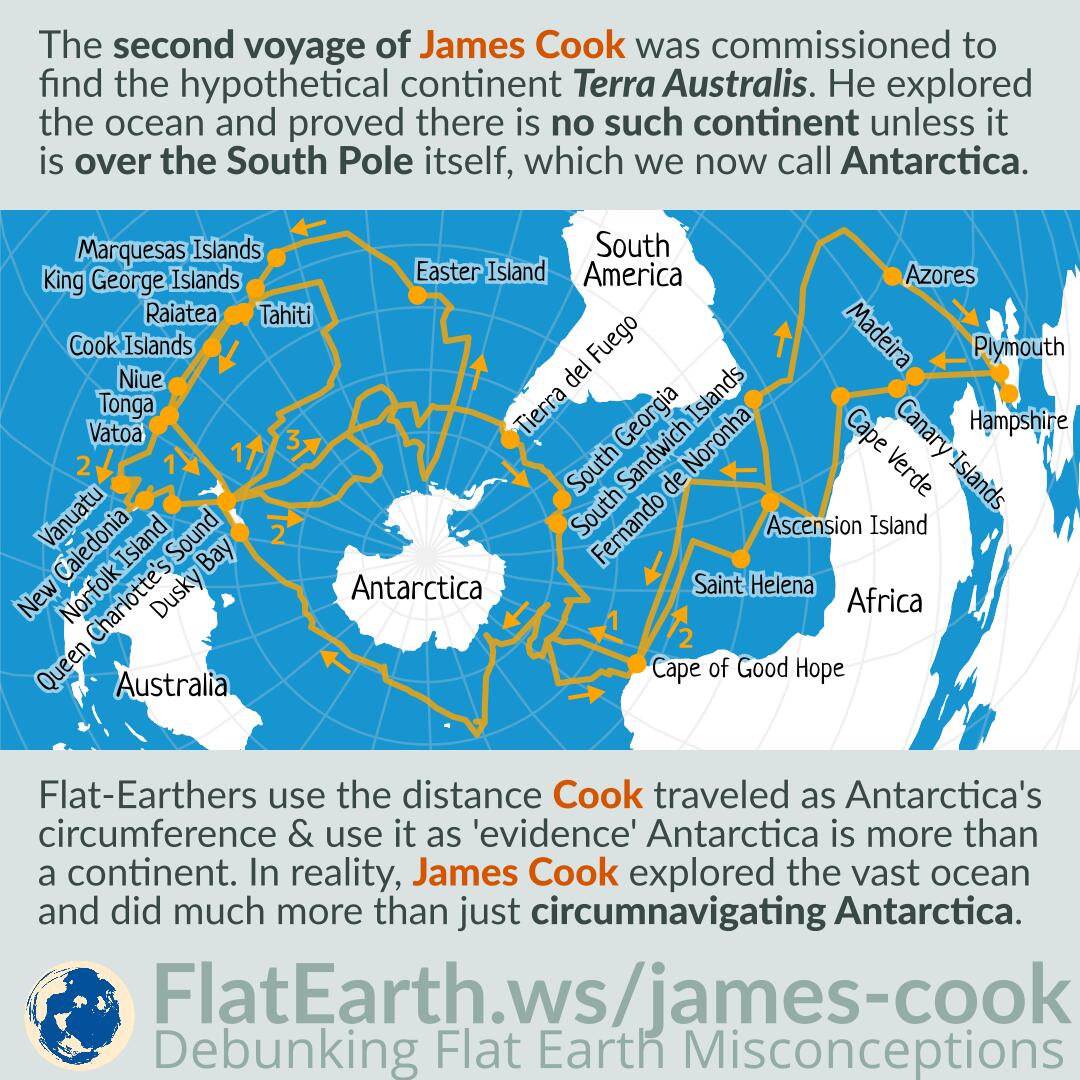 The second voyage of James Cook was commissioned to
find the hypothetical continent Terra Australis. He explored
the ocean and proved there is no such continent unless it
is over the South Pole itself, which we now call Antarctica.
Marquesas Islands
King George Islands
Raiatea
Tahiti
Cook Islands
Niue
Tonga
Vatoa
2
1
1
3
2
Vanuatu
New Caledonia
Norfolk Island
Queen Charlotte's Sound
Dusky Bay
Australia
Easter Island
South
America
Tierra del Fuego
South Georgia
South Sandwich Islands
Fernando de Noronha
Antarctica
Azores
Madeira
Plymouth
Hampshire
Canary Islands
Cape Verde
Ascension Island
Saint Helena
Africa
1
2
Cape of Good Hope
Flat-Earthers use the distance Cook traveled as Antarctica's
circumference & use it as 'evidence' Antarctica is more than
a continent. In reality, James Cook explored the vast ocean
and did much more than just circumnavigating Antarctica.
FlatEarth.ws/james-cook
Debunking Flat Earth Misconceptions